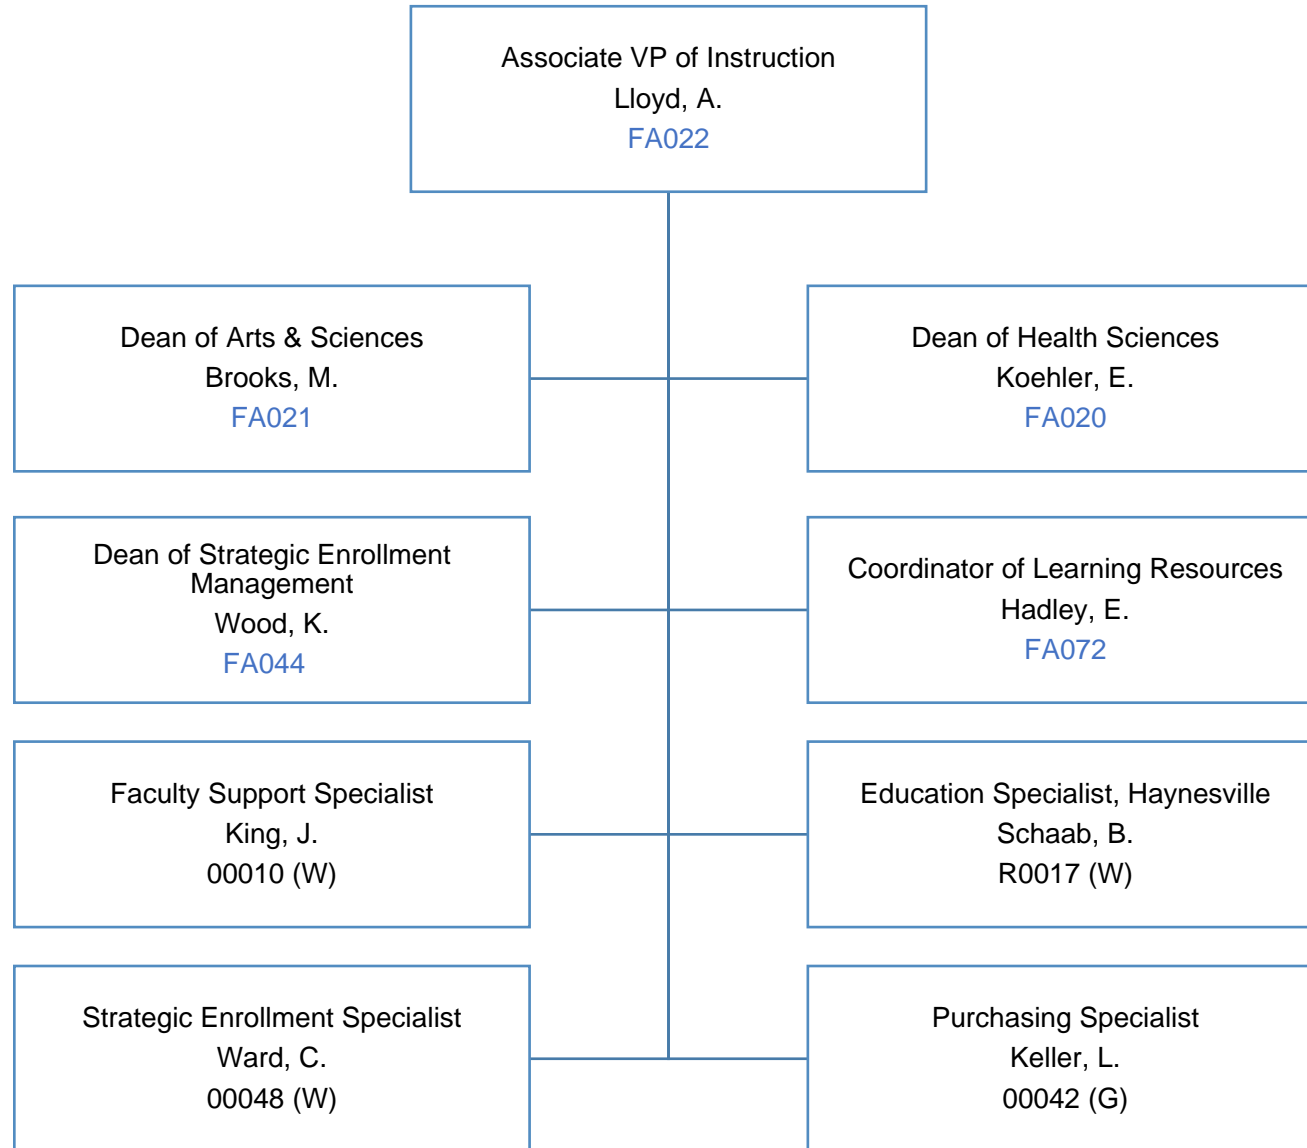 Associate VP of Instruction
Lloyd, A.
FA022
Dean of Arts & Sciences
Brooks, M.
FA021
Dean of Health Sciences
Koehler, E.
FA020
Dean of Strategic Enrollment
Management
Wood, K.
FA044
Coordinator of Learning Resources
Hadley, E.
FA072
Faculty Support Specialist
King, J.
00010 (W)
Education Specialist, Haynesville
Schaab, B.
R0017 (W)
Strategic Enrollment Specialist
Ward, C.
00048 (W)
Purchasing Specialist
Keller, L.
00042 (G)